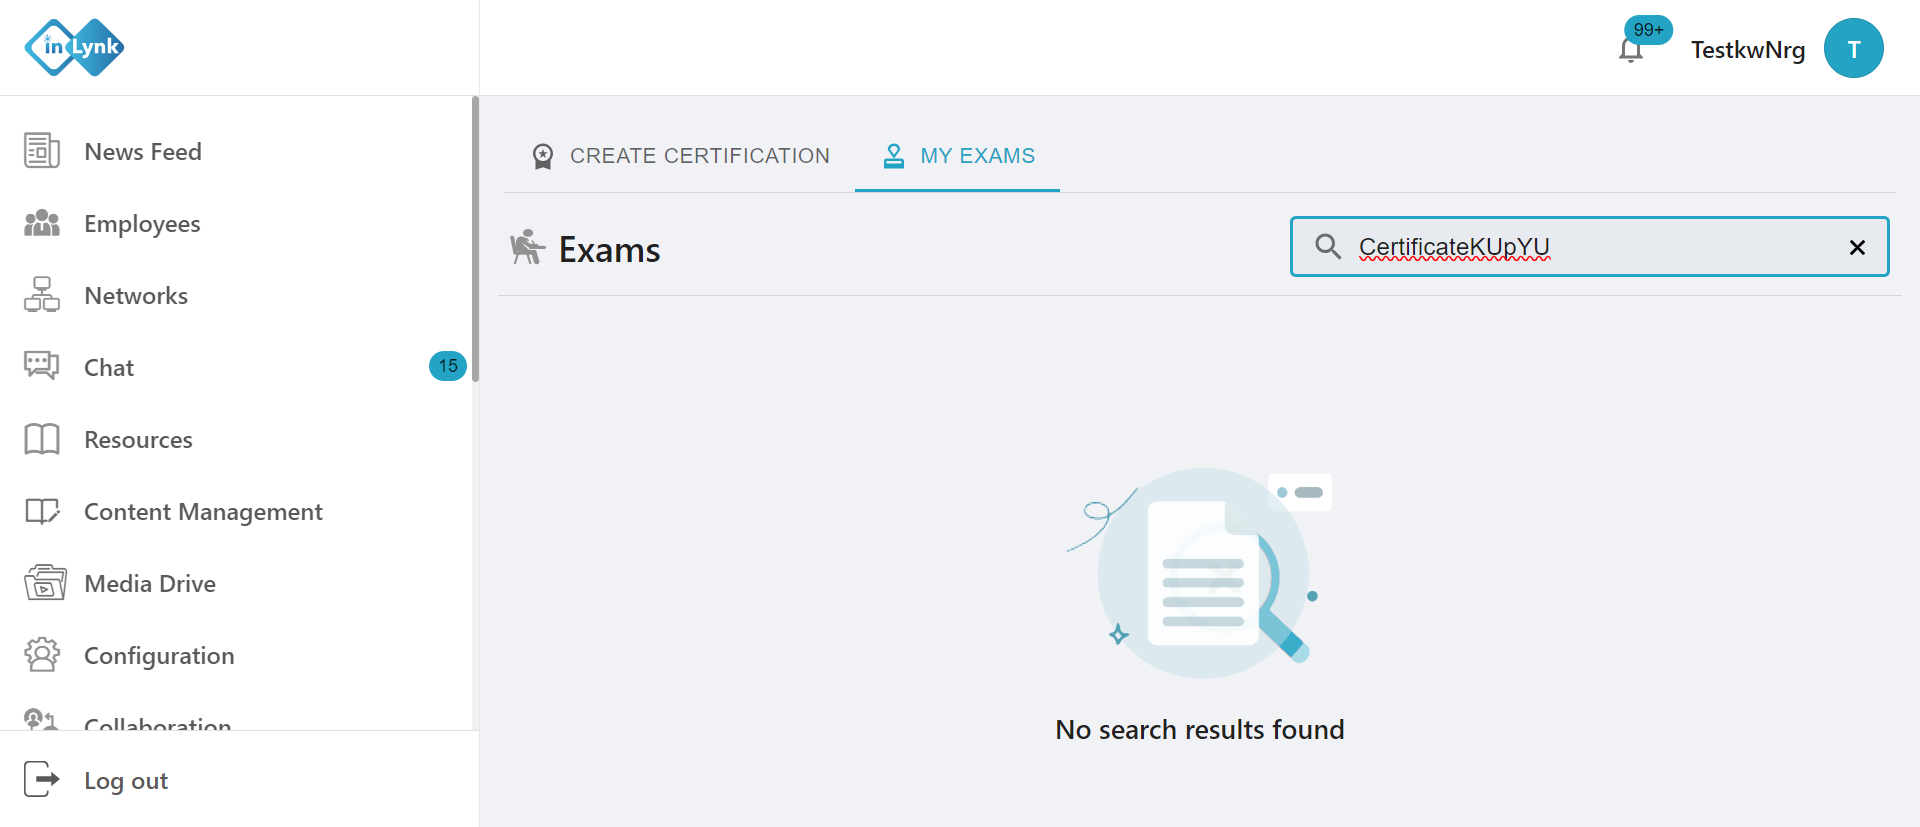 inLynk
99+
TestkwNrg
T
News Feed
Employees
Networks
Chat
15
Resources
Content Management
Media Drive
Configuration
Collaboration
Log out
CREATE CERTIFICATION
MY EXAMS
Exams
CertificateKUpYU
No search results found